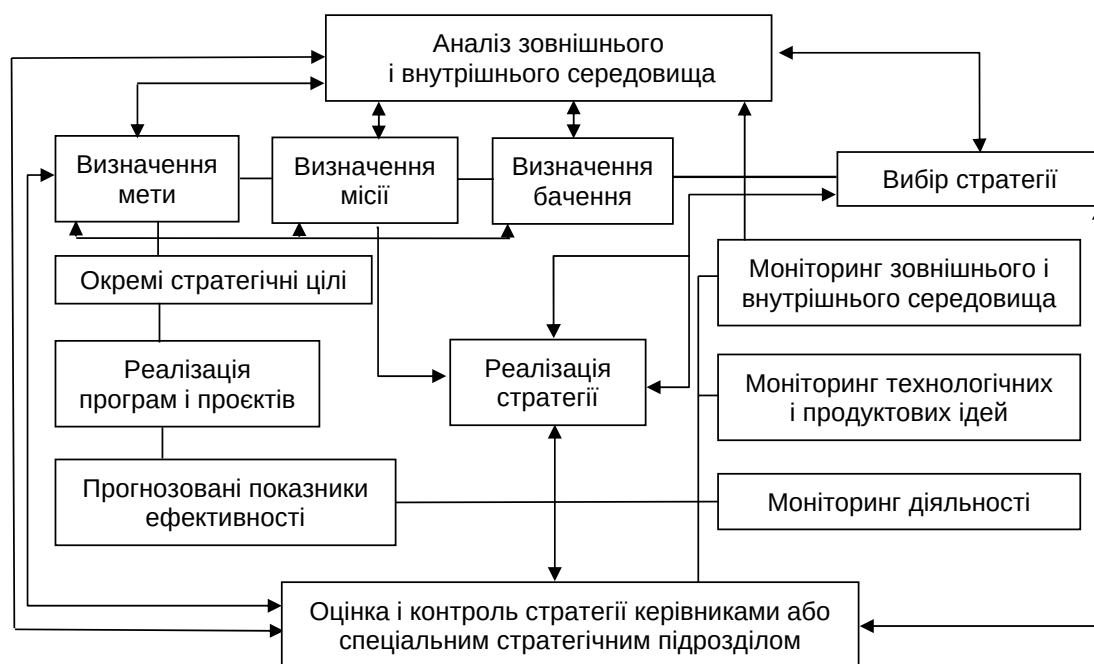 Аналіз зовнішнього
і внутрішнього середовища
Визначення
мети
Визначення
місії
Визначення
бачення
Вибір стратегії
Окремі стратегічні цілі
Моніторинг зовнішнього і
внутрішнього середовища
Реалізація
програм і проєктів
Реалізація
стратегії
Моніторинг технологічних
і продуктових ідей
Прогнозовані показники
ефективності
Моніторинг діяльності
Оцінка і контроль стратегії керівниками або
спеціальним стратегічним підрозділом